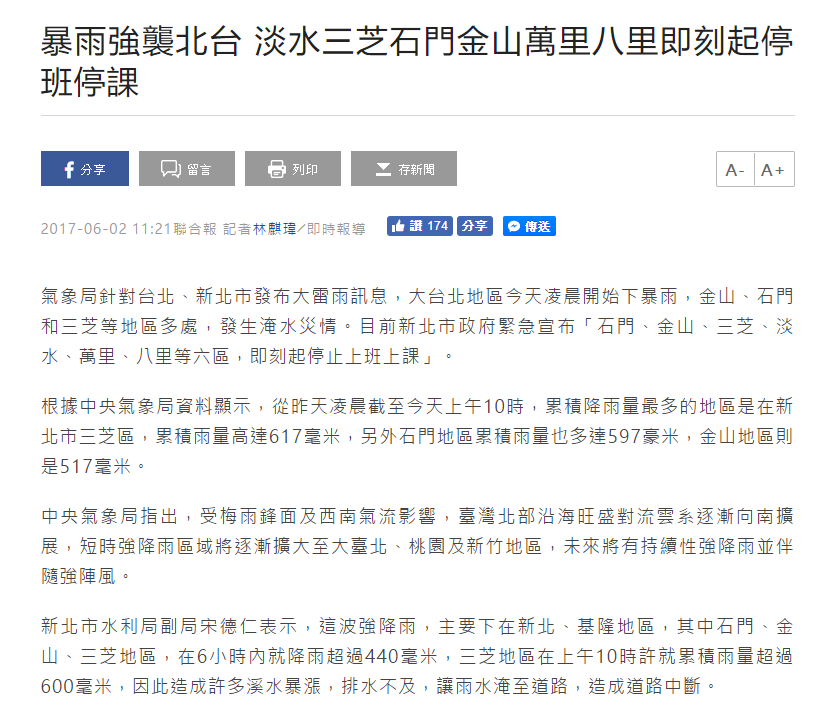 暴雨強襲北台 淡水三芝石門金山萬里八里即刻起停
班停課
分享
留言
列印
存新聞
A-
A+
2017-06-02 11:21聯合報 記者林麒瑋╱即時報導
讚 174
分享
傳送
氣象局針對台北、新北市發布大雷雨訊息，大台北地區今天凌晨開始下暴雨，金山、石門
和三芝等地區多處，發生淹水災情。目前新北市政府緊急宣布「石門、金山、三芝、淡
水、萬里、八里等六區，即刻起停止上班上課」。
根據中央氣象局資料顯示，從昨天凌晨截至今天上午10時，累積降雨量最多的地區是在新
北市三芝區，累積雨量高達617毫米，另外石門地區累積雨量也多達597豪米，金山地區則
是517毫米。
中央氣象局指出，受梅雨鋒面及西南氣流影響，臺灣北部沿海旺盛對流雲系逐漸向南擴
展，短時強降雨區域將逐漸擴大至大臺北、桃園及新竹地區，未來將有持續性強降雨並伴
隨強陣風。
新北市水利局副局宋德仁表示，這波強降雨，主要下在新北、基隆地區，其中石門、金
山、三芝地區，在6小時內就降雨超過440毫米，三芝地區在上午10時許就累積雨量超過
600毫米，因此造成許多溪水暴漲，排水不及，讓雨水淹至道路，造成道路中斷。